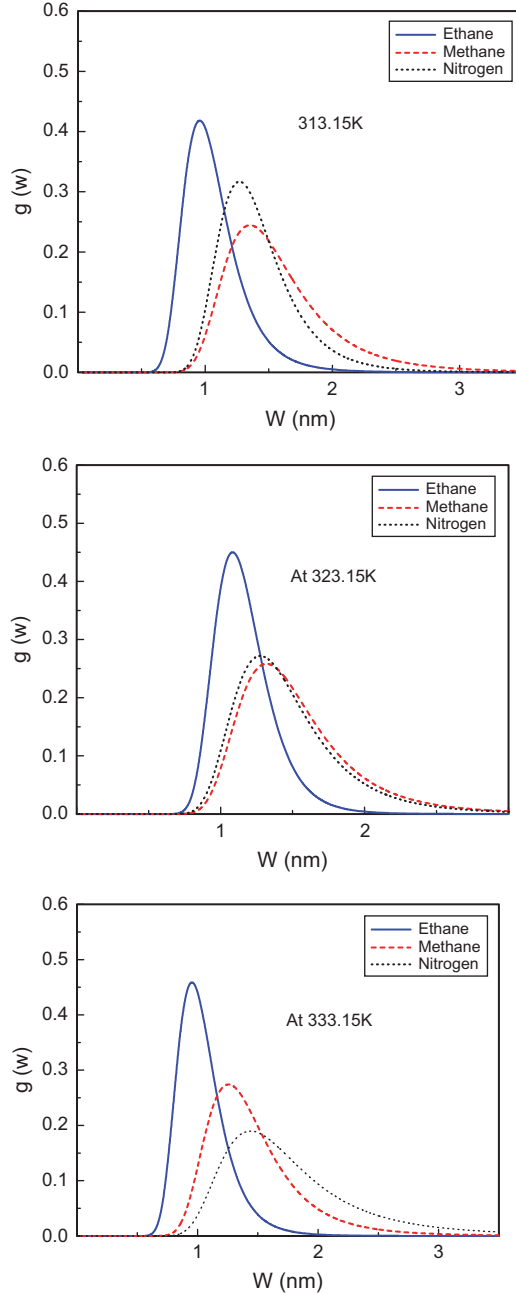 0.6
0.5
0.4
0.3
0.2
0.1
0.0
g (w)
Ethane
Methane
Nitrogen
313.15K
1 2 3
W (nm)
0.6
0.5
0.4
0.3
0.2
0.1
0.0
g (w)
Ethane
Methane
Nitrogen
At 323.15K
1 2
W (nm)
0.6
0.5
0.4
0.3
0.2
0.1
0.0
g (w)
Ethane
Methane
Nitrogen
At 333.15K
1 2 3
W (nm)